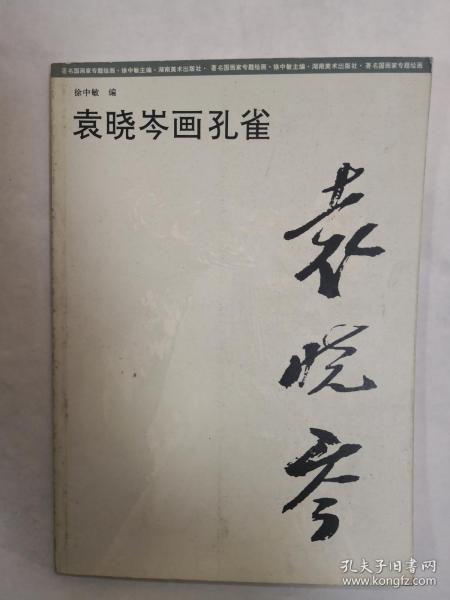 著名国画家专题绘画·徐中敏主编·湖南美术出版社·著名国画家专题绘画·徐中敏主编·湖南美术出版社·著名国画家专题绘画
徐中敏 编
袁晓岑画孔雀
袁
晓
岑
孔夫子旧书网
www.kongfz.com